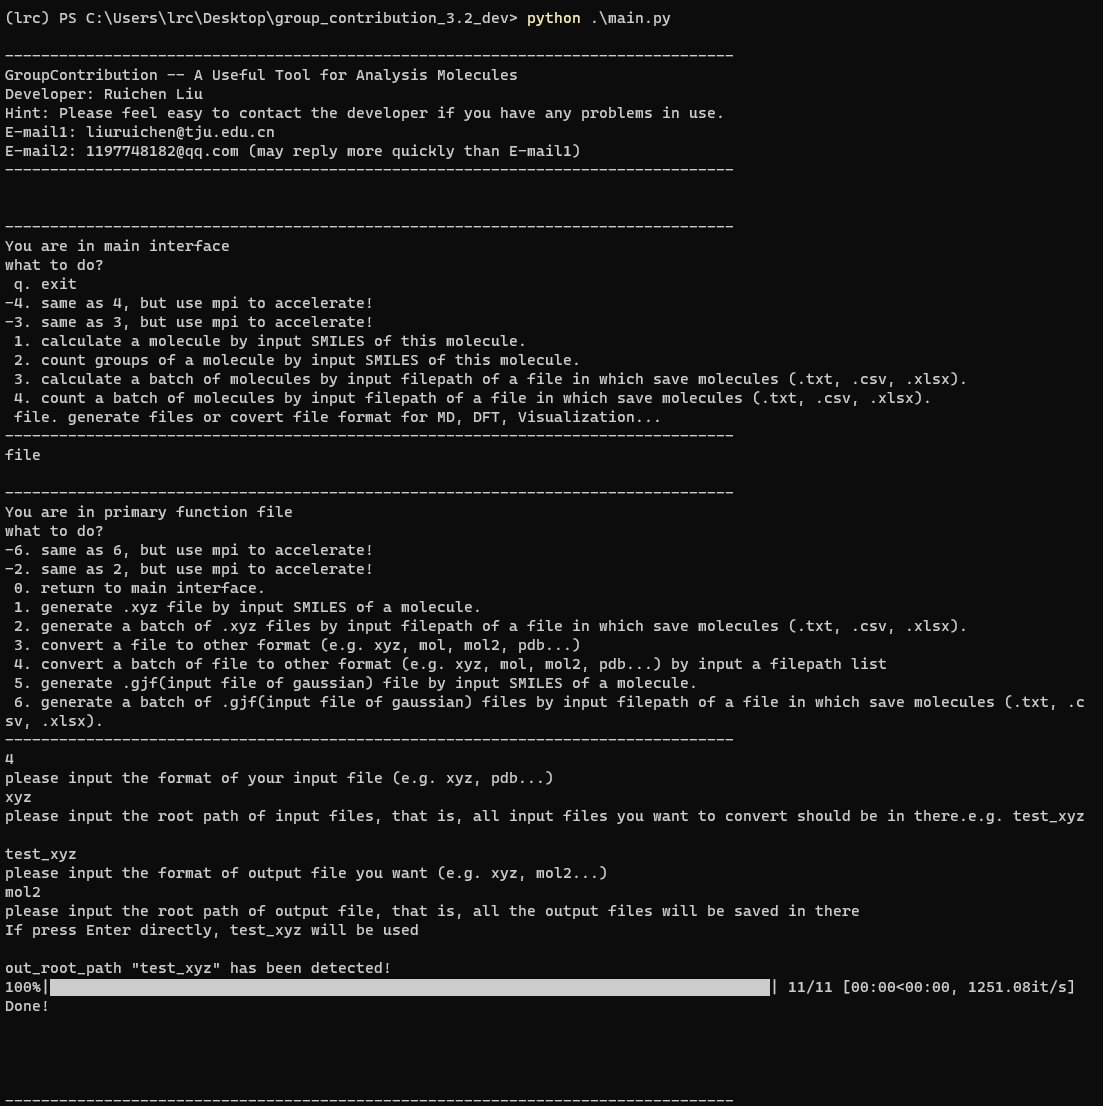 (lrc) PS C:\Users\lrc\Desktop\group_contribution_3.2_dev> python .\main.py
---------------------------------------------------------------------------------
GroupContribution -- A Useful Tool for Analysis Molecules
Developer: Ruichen Liu
Hint: Please feel easy to contact the developer if you have any problems in use.
E-mail1: liuruichen@tju.edu.cn
E-mail2: 1197748182@qq.com (may reply more quickly than E-mail1)
---------------------------------------------------------------------------------
---------------------------------------------------------------------------------
You are in main interface
what to do?
 q. exit
-4. same as 4, but use mpi to accelerate!
-3. same as 3, but use mpi to accelerate!
 1. calculate a molecule by input SMILES of this molecule.
 2. count groups of a molecule by input SMILES of this molecule.
 3. calculate a batch of molecules by input filepath of a file in which save molecules (.txt, .csv, .xlsx).
 4. count a batch of molecules by input filepath of a file in which save molecules (.txt, .csv, .xlsx).
 file. generate files or covert file format for MD, DFT, Visualization...
---------------------------------------------------------------------------------
file
---------------------------------------------------------------------------------
You are in primary function file
what to do?
-6. same as 6, but use mpi to accelerate!
-2. same as 2, but use mpi to accelerate!
 0. return to main interface.
 1. generate .xyz file by input SMILES of a molecule.
 2. generate a batch of .xyz files by input filepath of a file in which save molecules (.txt, .csv, .xlsx).
 3. convert a file to other format (e.g. xyz, mol, mol2, pdb...)
 4. convert a batch of file to other format (e.g. xyz, mol, mol2, pdb...) by input a filepath list
 5. generate .gjf(input file of gaussian) file by input SMILES of a molecule.
 6. generate a batch of .gjf(input file of gaussian) files by input filepath of a file in which save molecules (.txt, .c
sv, .xlsx).
---------------------------------------------------------------------------------
4
please input the format of your input file (e.g. xyz, pdb...)
xyz
please input the root path of input files, that is, all input files you want to convert should be in there.e.g. test_xyz
test_xyz
please input the format of output file you want (e.g. xyz, mol2...)
mol2
please input the root path of output file, that is, all the output files will be saved in there
If press Enter directly, test_xyz will be used
out_root_path "test_xyz" has been detected!
100%|████████████████████████████████████████████████████████████████████████████████| 11/11 [00:00<00:00, 1251.08it/s]
Done!
---------------------------------------------------------------------------------